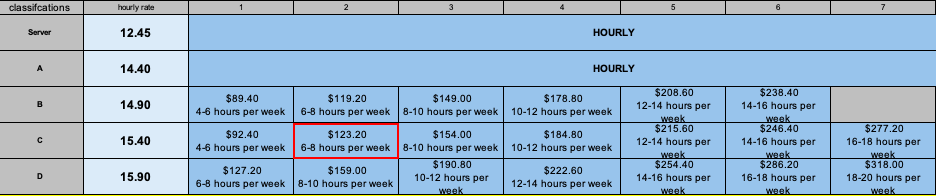 classifcations hourly rate 1 2 3 4 5 6 7
Server 12.45 HOURLY
A 14.40 HOURLY
B 14.90 $89.40 $119.20 $149.00 $178.80 $208.60 $238.40
4-6 hours per week 6-8 hours per week 8-10 hours per week 10-12 hours per week 12-14 hours per week 14-16 hours per week
C 15.40 $92.40 $123.20 $154.00 $184.80 $215.60 $246.40 $277.20
4-6 hours per week 6-8 hours per week 8-10 hours per week 10-12 hours per week 12-14 hours per week 14-16 hours per week 16-18 hours per week
D 15.90 $127.20 $159.00 $190.80 $222.60 $254.40 $286.20 $318.00
6-8 hours per week 8-10 hours per week 10-12 hours per week 12-14 hours per week 14-16 hours per week 16-18 hours per week 18-20 hours per week